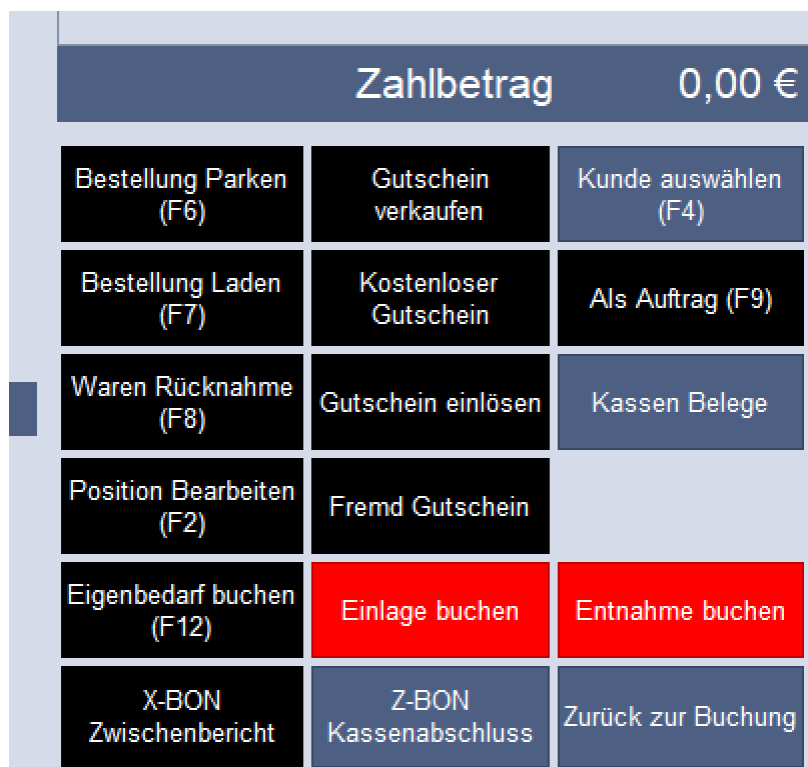 Zahlbetrag 0,00 €
Bestellung Parken
(F6)
Gutschein
verkaufen
Kunde auswählen
(F4)
Bestellung Laden
(F7)
Kostenloser
Gutschein
Als Auftrag (F9)
Waren Rücknahme
(F8)
Gutschein einlösen
Kassen Belege
Position Bearbeiten
(F2)
Fremd Gutschein
Eigenbedarf buchen
(F12)
Einlage buchen
Entnahme buchen
X-BON
Zwischenbericht
Z-BON
Kassenabschluss
Zurück zur Buchung